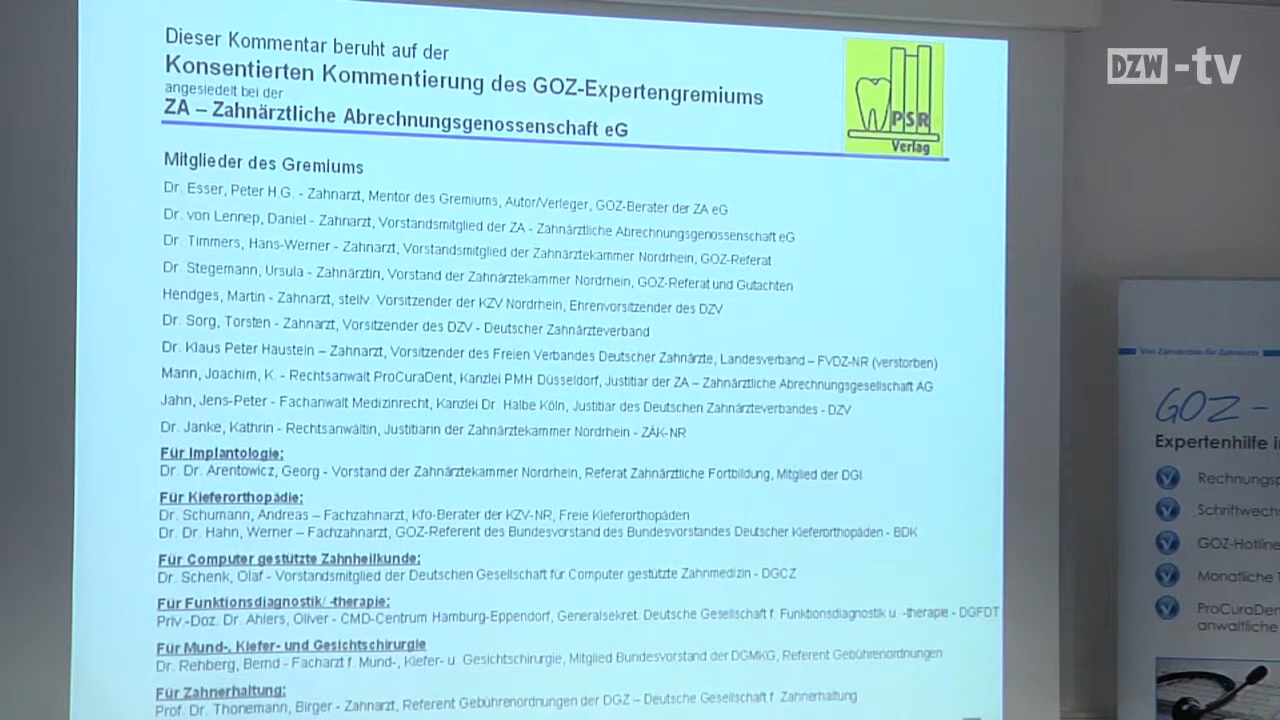 Dieser Kommentar beruht auf der
Konsentierten Kommentierung des GOZ-Expertengremiums
angesiedelt bei der
ZA – Zahnärztliche Abrechnungsgenossenschaft eG
PSR
Verlag
DZW-tv
Mitglieder des Gremiums
Dr. Esser, Peter H.G. - Zahnarzt, Mentor des Gremiums, Autor/Verleger, GOZ-Berater der ZA eG
Dr. von Lennep, Daniel - Zahnarzt, Vorstandsmitglied der ZA - Zahnärztliche Abrechnungsgenossenschaft eG
Dr. Timmers, Hans-Werner - Zahnarzt, Vorstandsmitglied der Zahnärztekammer Nordrhein, GOZ-Referat
Dr. Stegemann, Ursula - Zahnärztin, Vorstand der Zahnärztekammer Nordrhein, GOZ-Referat und Gutachten
Hendges, Martin - Zahnarzt, stellv. Vorsitzender der KZV Nordrhein, Ehrenvorsitzender des DZV
Dr. Sorg, Torsten - Zahnarzt, Vorsitzender des DZV - Deutscher Zahnärzteverband
Dr. Klaus Peter Haustein – Zahnarzt, Vorsitzender des Freien Verbandes Deutscher Zahnärzte, Landesverband – FVDZ-NR (verstorben)
Mann, Joachim, K. - Rechtsanwalt ProCuraDent, Kanzlei PMH Düsseldorf, Justitiar der ZA – Zahnärztliche Abrechnungsgesellschaft AG
Jahn, Jens-Peter - Fachanwalt Medizinrecht, Kanzlei Dr. Halbe Köln, Justitiar des Deutschen Zahnärzteverbandes - DZV
Dr. Janke, Kathrin - Rechtsanwältin, Justitiarin der Zahnärztekammer Nordrhein - ZÄK-NR
Für Implantologie:
Dr. Dr. Arentowicz, Georg - Vorstand der Zahnärztekammer Nordrhein, Referat Zahnärztliche Fortbildung, Mitglied der DGI
Für Kieferorthopädie:
Dr. Schumann, Andreas – Fachzahnarzt, Kfo-Berater der KZV-NR, Freie Kieferorthopäden
Dr. Dr. Hahn, Werner – Fachzahnarzt, GOZ-Referent des Bundesvorstand des Bundesvorstandes Deutscher Kieferorthopäden - BDK
Für Computer gestützte Zahnheilkunde:
Dr. Schenk, Olaf - Vorstandsmitglied der Deutschen Gesellschaft für Computer gestützte Zahnmedizin - DGCZ
Für Funktionsdiagnostik/ -therapie:
Priv.-Doz. Dr. Ahlers, Oliver - CMD-Centrum Hamburg-Eppendorf, Generalsekret. Deutsche Gesellschaft f. Funktionsdiagnostik u. -therapie - DGFDT
Für Mund-, Kiefer- und Gesichtschirurgie
Dr. Rehberg, Bernd - Facharzt f. Mund-, Kiefer- u. Gesichtschirurgie, Mitglied Bundesvorstand der DGMKG, Referent Gebührenordnungen
Für Zahnerhaltung:
Prof. Dr. Thonemann, Birger - Zahnarzt, Referent Gebührenordnungen der DGZ – Deutsche Gesellschaft f. Zahnerhaltung
Von Zahnärzten für Zahnärzte
GOZ -
Expertenhilfe i
Rechnungsp
Schriftwechs
GOZ-Hotline
Monatliche T
ProCuraDen
anwaltliche